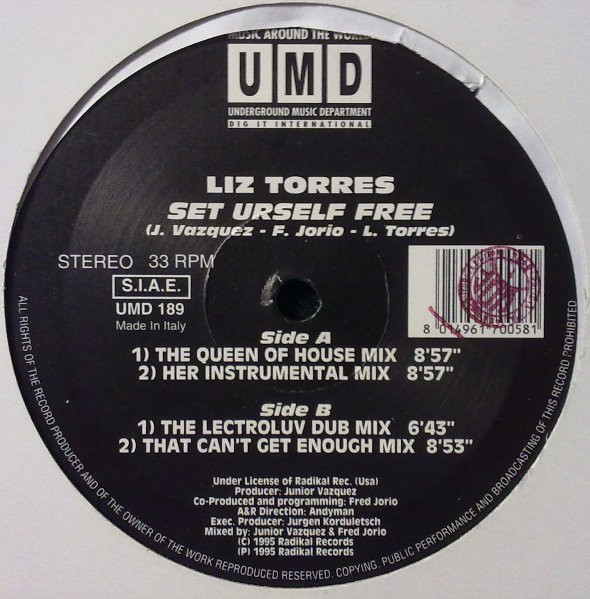 MUSIC AROUND THE WORLD
UMD
UNDERGROUND MUSIC DEPARTMENT
DIG IT INTERNATIONAL
LIZ TORRES
SET URSELF FREE
(J. Vazquez - F. Jorio - L. Torres)
STEREO 33 RPM
S.I.A.E.
UMD 189
Made in Italy
8 014961 700581
Side A
1) THE QUEEN OF HOUSE MIX 8'57"
2) HER INSTRUMENTAL MIX 8'57"
Side B
1) THE LECTROLUV DUB MIX 6'43"
2) THAT CAN'T GET ENOUGH MIX 8'53"
Under License of Radikal Rec. (Usa)
Producer: Junior Vazquez
Co-Produced and programming: Fred Jorio
A&R Direction: Andyman
Exec. Producer: Jurgen Korduletsch
Mixed by: Junior Vazquez & Fred Jorio
(C) 1995 Radikal Records
(P) 1995 Radikal Records
ALL RIGHTS OF THE RECORD PRODUCER AND OF THE OWNER OF THE WORK REPRODUCED RESERVED. COPYING, PUBLIC PERFORMANCE AND BROADCASTING OF THIS RECORD PROHIBITED